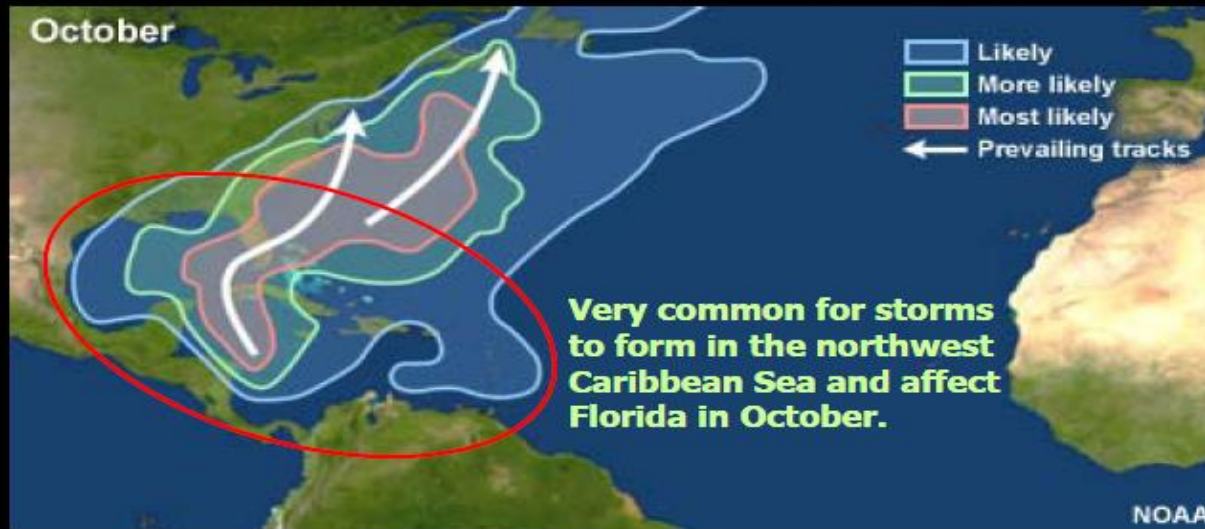 October
Likely
More likely
Most likely
Prevailing tracks
Very common for storms
to form in the northwest
Caribbean Sea and affect
Florida in October.
NOAA